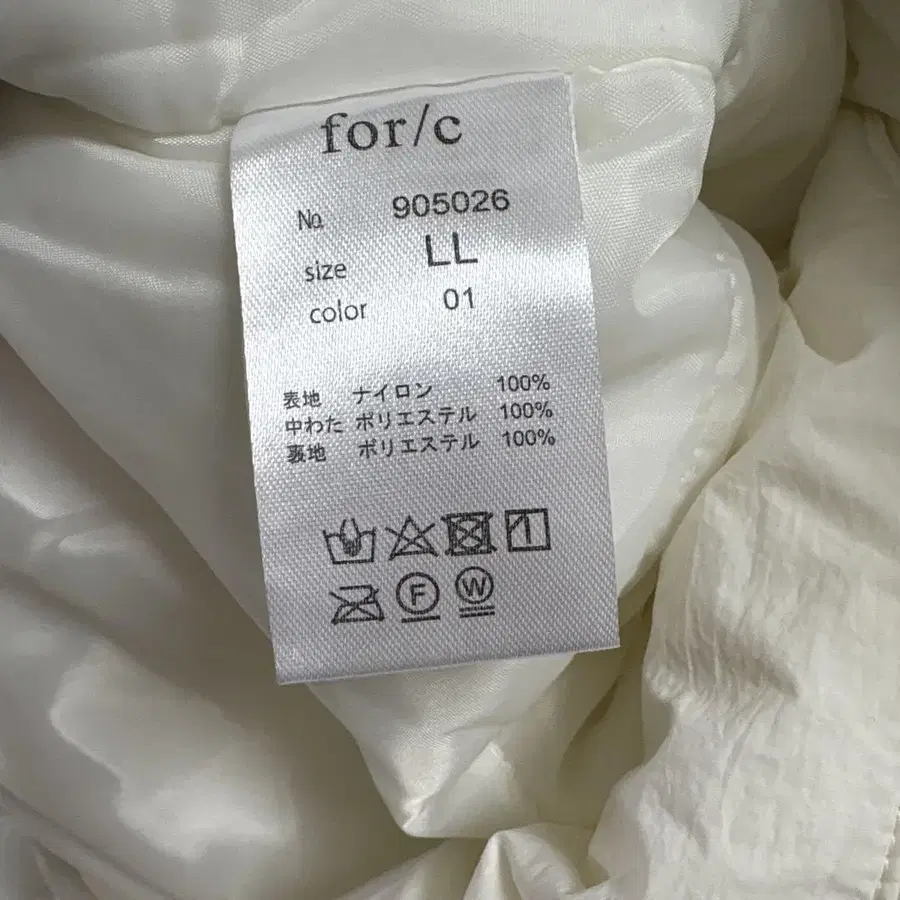 for/c
№ 905026
size LL
color 01
表地 ナイロン 100%
中わた ポリエステル 100%
裏地 ポリエステル 100%
F W